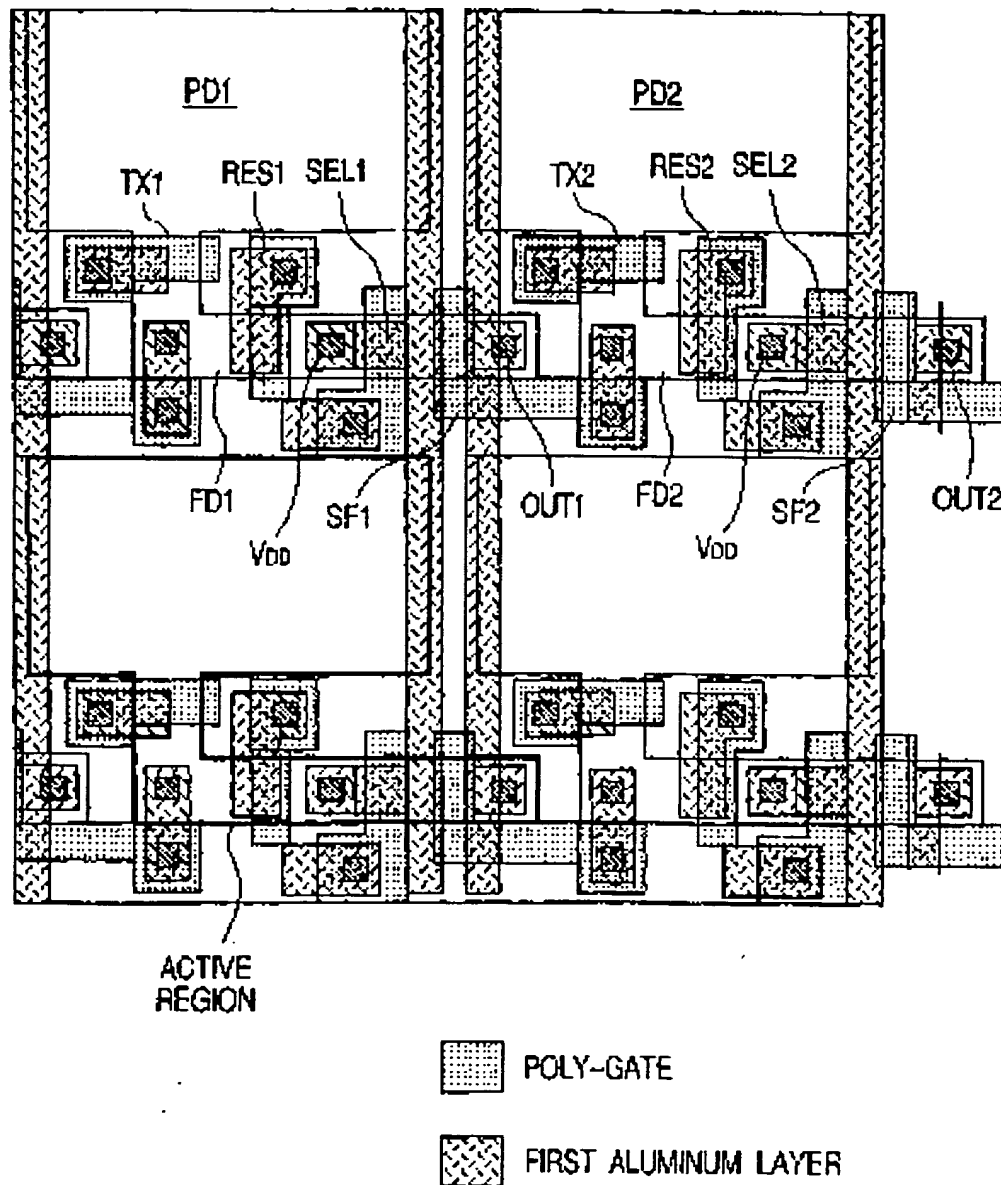 PD1
PD2
TX1
RES1
SEL1
TX2
RES2
SEL2
FD1
VDD
SF1
OUT1
FD2
VDD
SF2
OUT2
ACTIVE
REGION
POLY-GATE
FIRST ALUMINUM LAYER